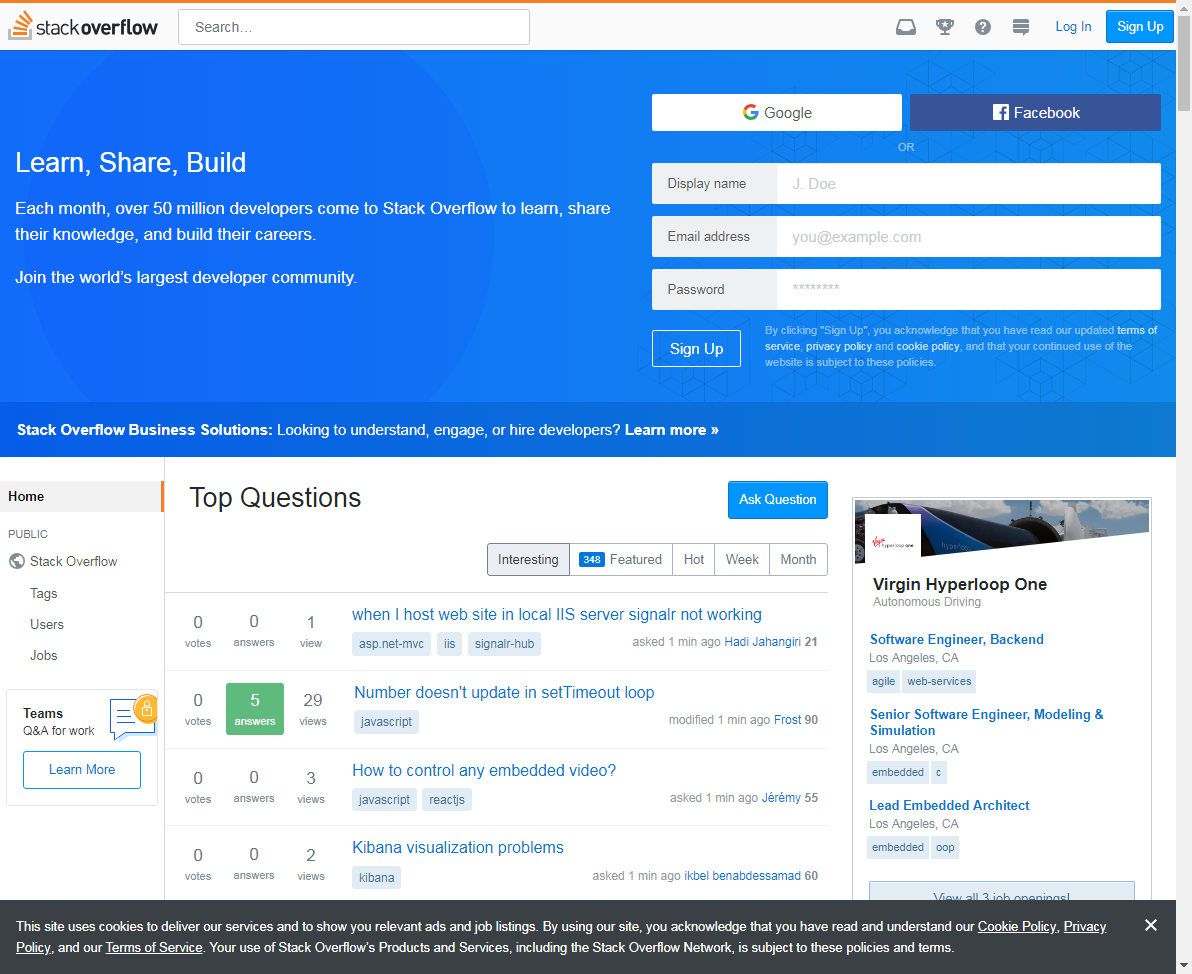 stackoverflow
Search…
Log In
Sign Up
Google
Facebook
OR
Learn, Share, Build
Each month, over 50 million developers come to Stack Overflow to learn, share
their knowledge, and build their careers.
Join the world’s largest developer community.
Display name
J. Doe
Email address
you@example.com
Password
********
Sign Up
By clicking "Sign Up", you acknowledge that you have read our updated terms of
service, privacy policy and cookie policy, and that your continued use of the
website is subject to these policies.
Stack Overflow Business Solutions: Looking to understand, engage, or hire developers? Learn more »
Home
PUBLIC
Stack Overflow
Tags
Users
Jobs
Teams
Q&A for work
Learn More
Top Questions
Ask Question
Interesting
348 Featured
Hot
Week
Month
0 votes
0 answers
1 view
when I host web site in local IIS server signalr not working
asp.net-mvc iis signalr-hub
asked 1 min ago Hadi Jahangiri 21
0 votes
5 answers
29 views
Number doesn't update in setTimeout loop
javascript
modified 1 min ago Frost 90
0 votes
0 answers
3 views
How to control any embedded video?
javascript reactjs
asked 1 min ago Jérémy 55
0 votes
0 answers
2 views
Kibana visualization problems
kibana
asked 1 min ago ikbel benabdessamad 60
Virgin hyperloop one
hyperloop
Virgin Hyperloop One
Autonomous Driving
Software Engineer, Backend
Los Angeles, CA
agile web-services
Senior Software Engineer, Modeling &
Simulation
Los Angeles, CA
embedded c
Lead Embedded Architect
Los Angeles, CA
embedded oop
View all 3 job openings!
This site uses cookies to deliver our services and to show you relevant ads and job listings. By using our site, you acknowledge that you have read and understand our Cookie Policy, Privacy
Policy, and our Terms of Service. Your use of Stack Overflow’s Products and Services, including the Stack Overflow Network, is subject to these policies and terms.